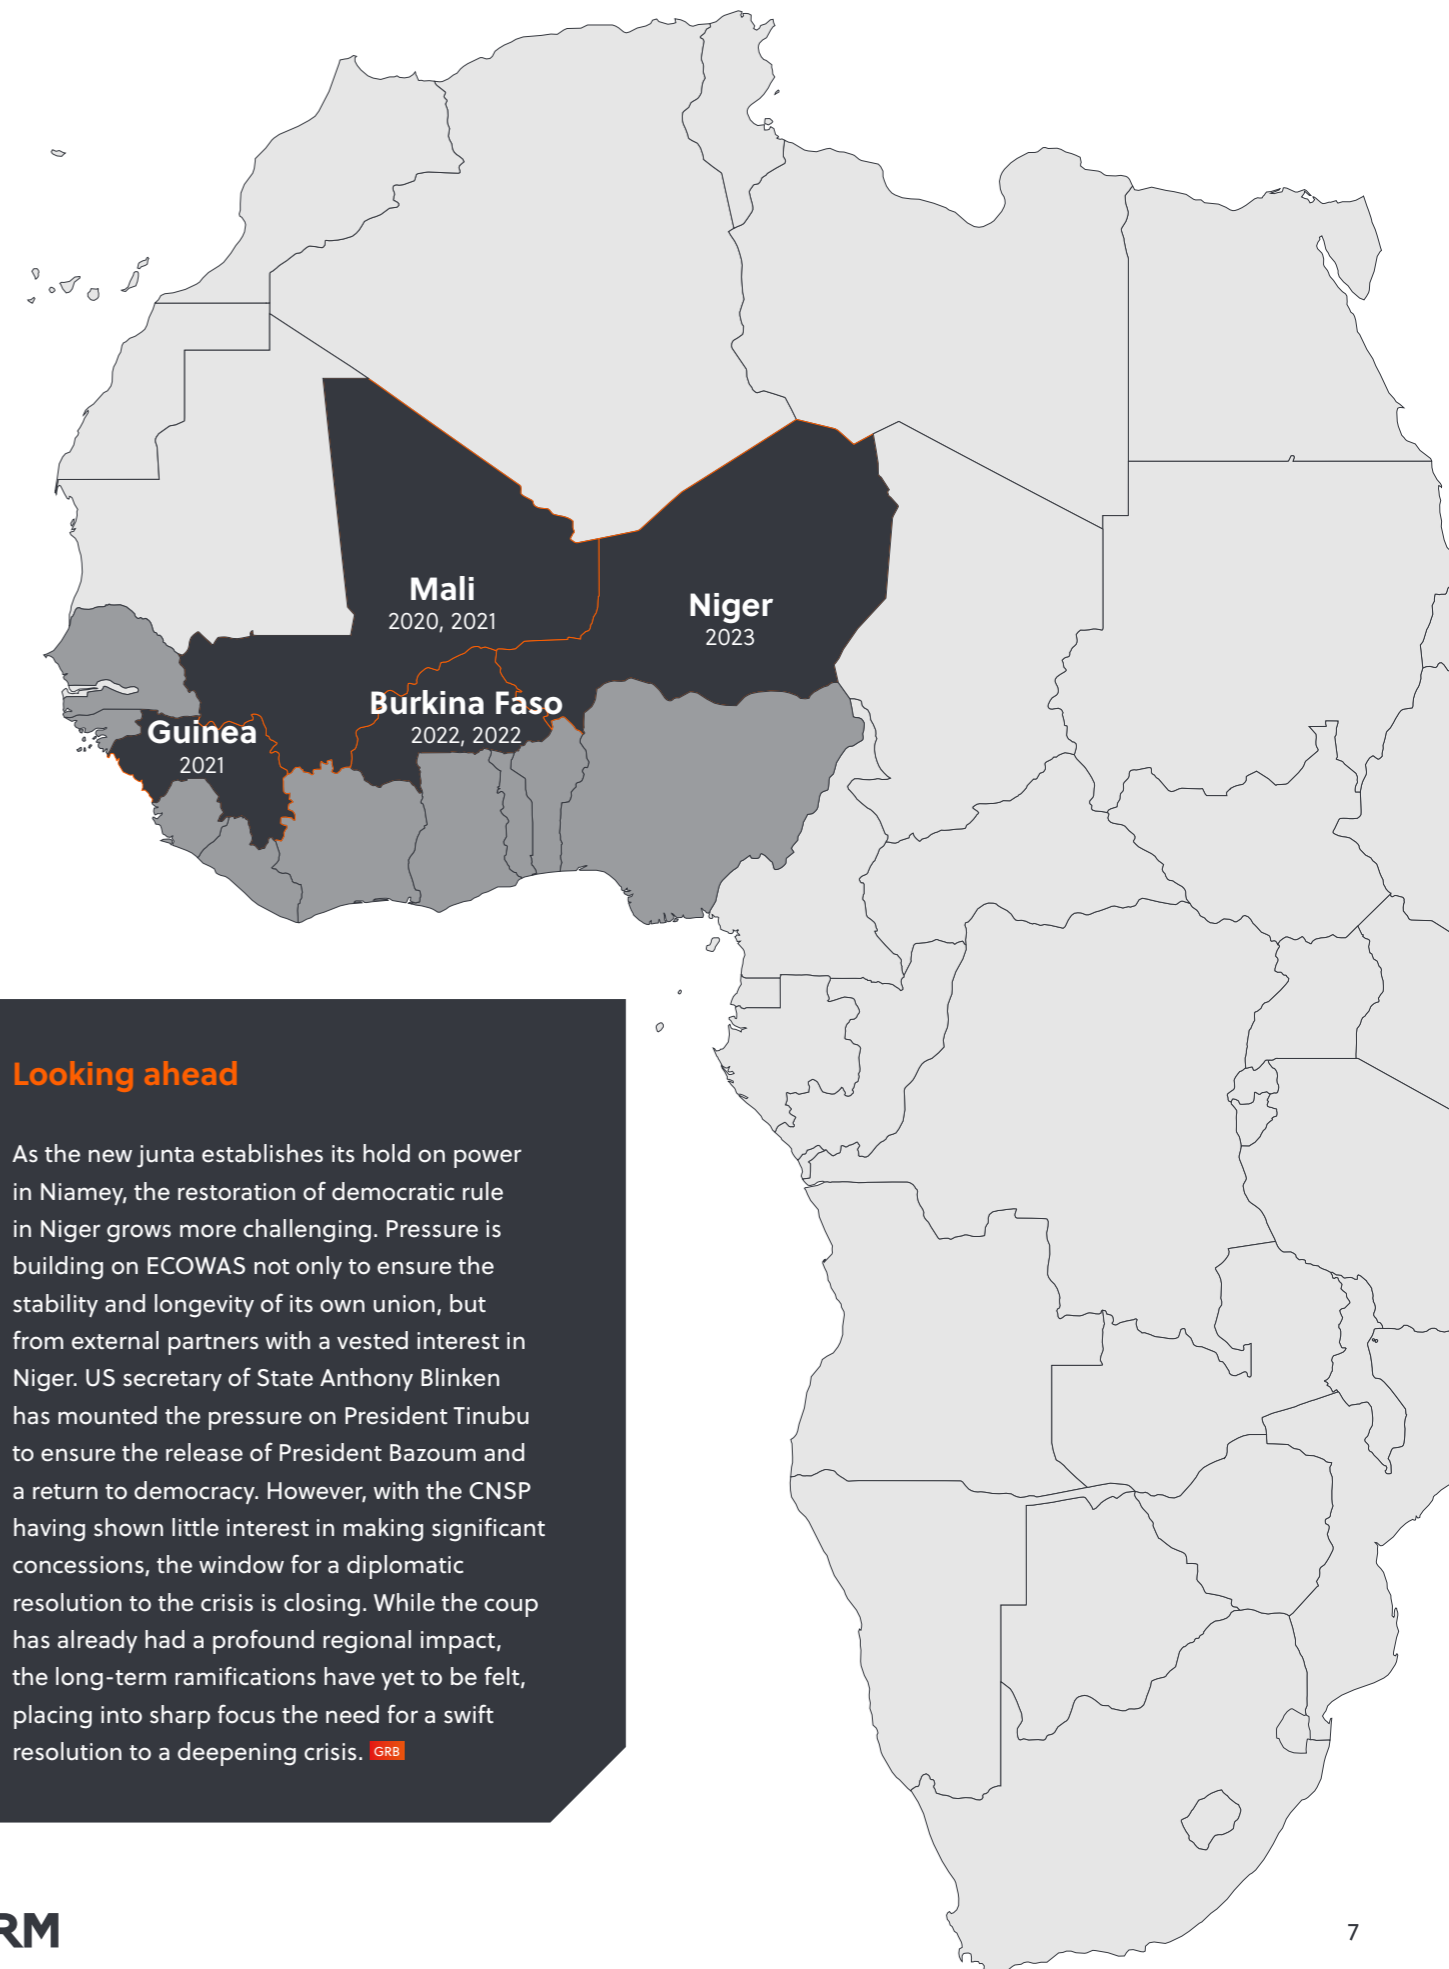 Mali
2020, 2021
Niger
2023
Burkina Faso
2022, 2022
Guinea
2021
Looking ahead
As the new junta establishes its hold on power
in Niamey, the restoration of democratic rule
in Niger grows more challenging. Pressure is
building on ECOWAS not only to ensure the
stability and longevity of its own union, but
from external partners with a vested interest in
Niger. US secretary of State Anthony Blinken
has mounted the pressure on President Tinubu
to ensure the release of President Bazoum and
a return to democracy. However, with the CNSP
having shown little interest in making significant
concessions, the window for a diplomatic
resolution to the crisis is closing. While the coup
has already had a profound regional impact,
the long-term ramifications have yet to be felt,
placing into sharp focus the need for a swift
resolution to a deepening crisis. GRB
RM
7